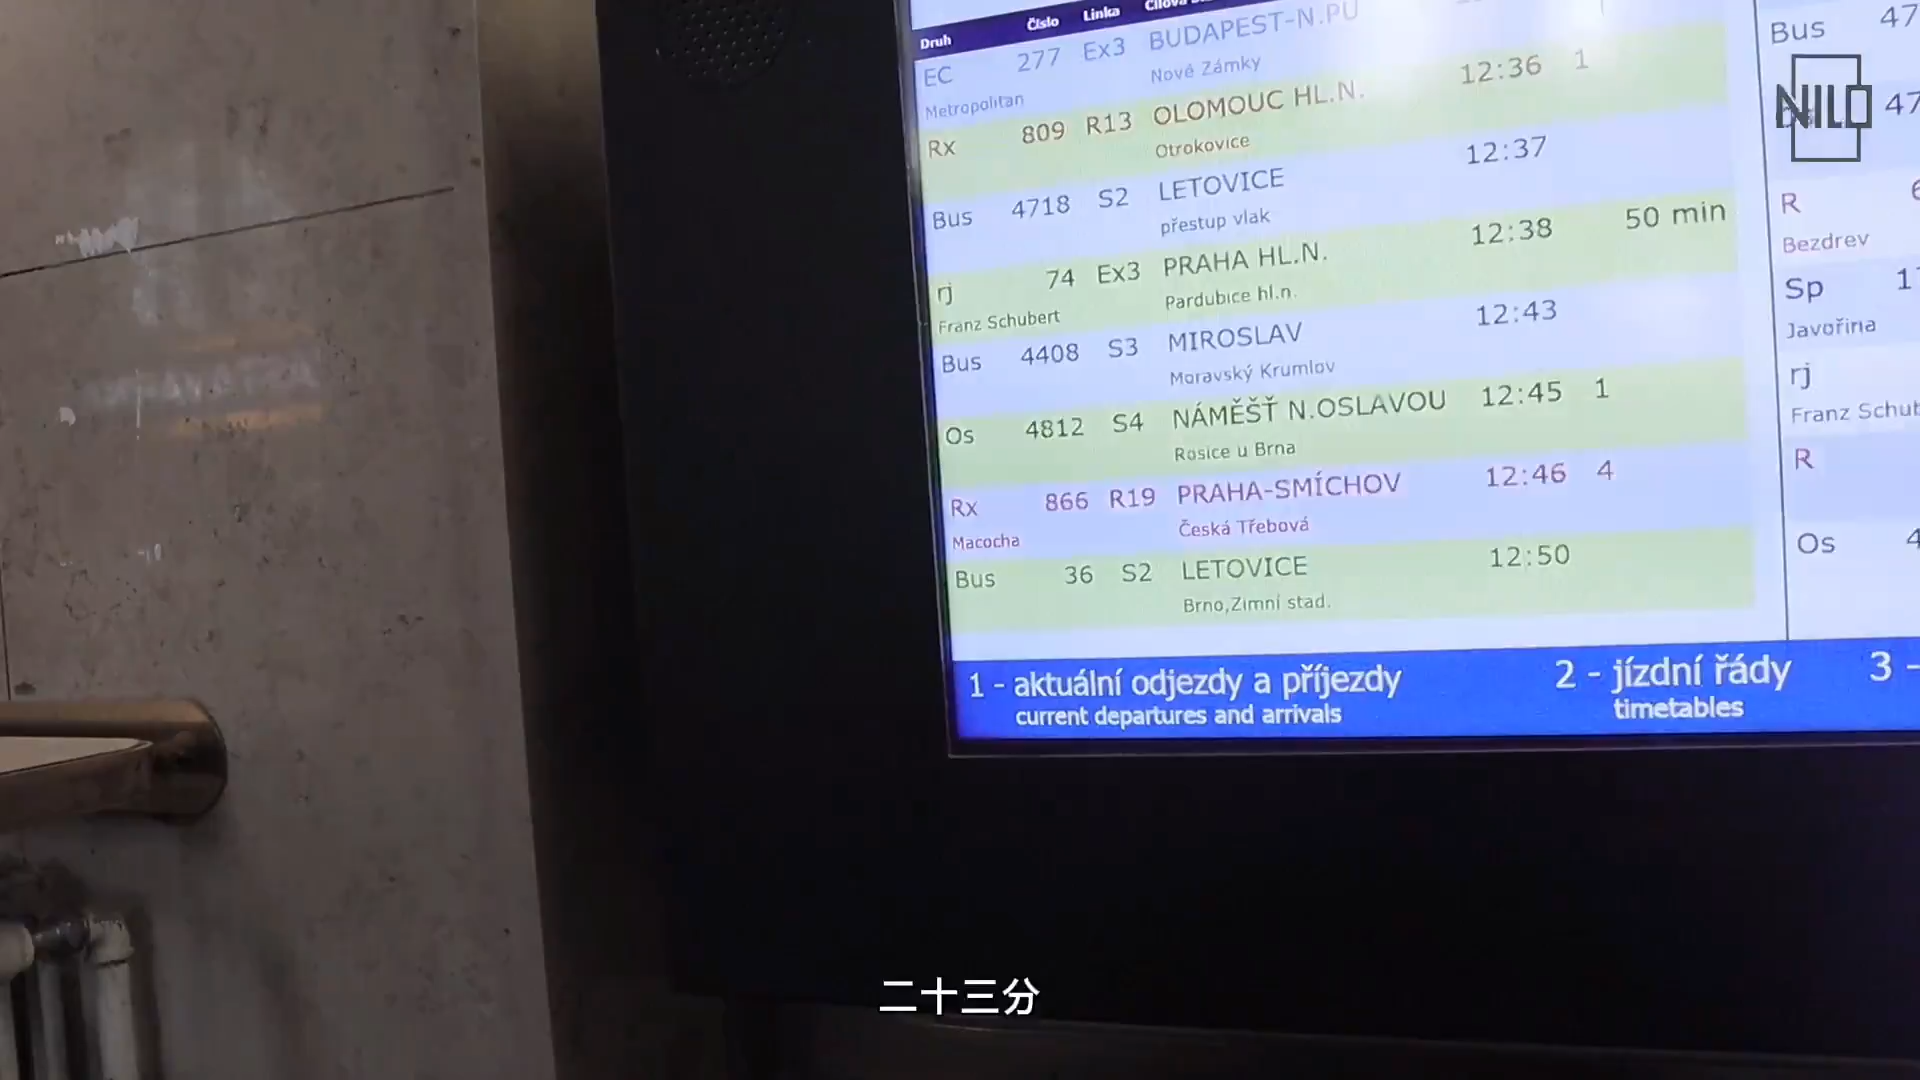 Druh Číslo Linka
EC 277 Ex3 BUDAPEST-N.PU
Metropolitan Nové Zámky
Rx 809 R13 OLOMOUC HL.N. 12:36 1
Otrokovice
Bus 4718 S2 LETOVICE 12:37
přestup vlak
rj 74 Ex3 PRAHA HL.N. 12:38 50 min
Franz Schubert Pardubice hl.n.
Bus 4408 S3 MIROSLAV 12:43
Moravský Krumlov
Os 4812 S4 NÁMĚŠŤ N.OSLAVOU 12:45 1
Rosice u Brna
Rx 866 R19 PRAHA-SMÍCHOV 12:46 4
Macocha Česká Třebová
Bus 36 S2 LETOVICE 12:50
Brno,Zimní stad.
Bus 47
NILO
47
R
Bezdrev
Sp
Javořina
rj
Franz Schub
R
Os 4
1 - aktuální odjezdy a příjezdy 2 - jízdní řády 3 -
current departures and arrivals timetables
二十三分